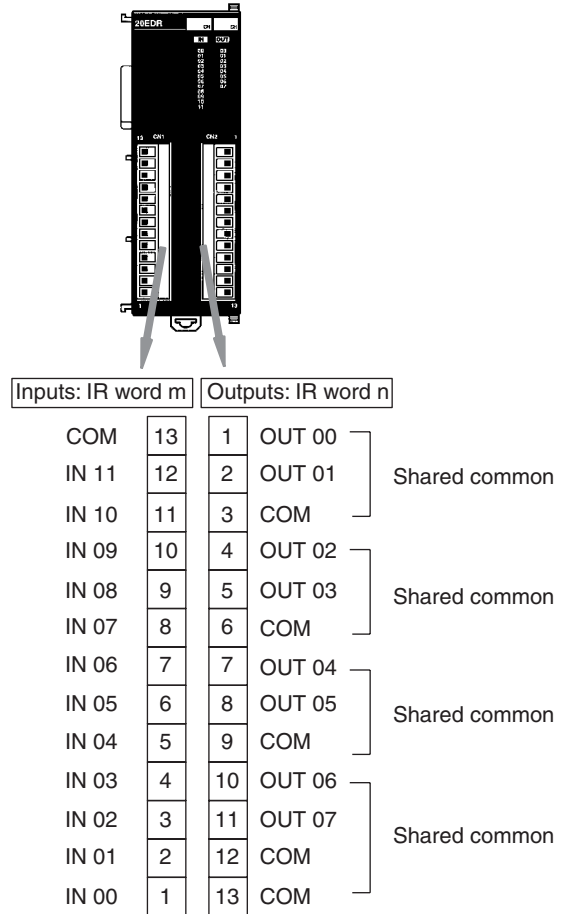 20EDR CH CH
IN OUT
00 00
01 01
02 02
03 03
04 04
05 05
06 06
07 07
08
09
10
11
13 CN1 CN2 1
1 13
Inputs: IR word m Outputs: IR word n
COM 13 1 OUT 00
IN 11 12 2 OUT 01 Shared common
IN 10 11 3 COM
IN 09 10 4 OUT 02
IN 08 9 5 OUT 03 Shared common
IN 07 8 6 COM
IN 06 7 7 OUT 04
IN 05 6 8 OUT 05 Shared common
IN 04 5 9 COM
IN 03 4 10 OUT 06
IN 02 3 11 OUT 07 Shared common
IN 01 2 12 COM
IN 00 1 13 COM